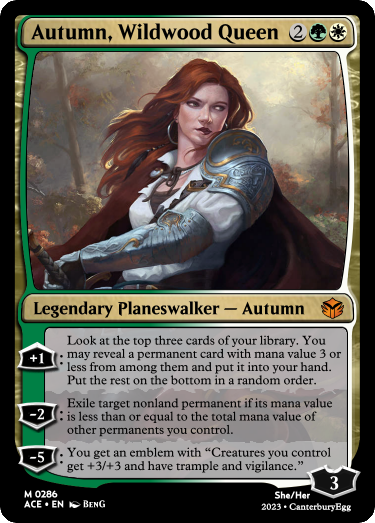 Autumn, Wildwood Queen 2
Legendary Planeswalker — Autumn
Look at the top three cards of your library. You
may reveal a permanent card with mana value 3 or
+1: less from among them and put it into your hand.
Put the rest on the bottom in a random order.
Exile target nonland permanent if its mana value
-2: is less than or equal to the total mana value of
other permanents you control.
-5: You get an emblem with “Creatures you control
get +3/+3 and have trample and vigilance.”
3
M 0286 She/Her
ACE • EN BenG 2023 • CanterburyEgg